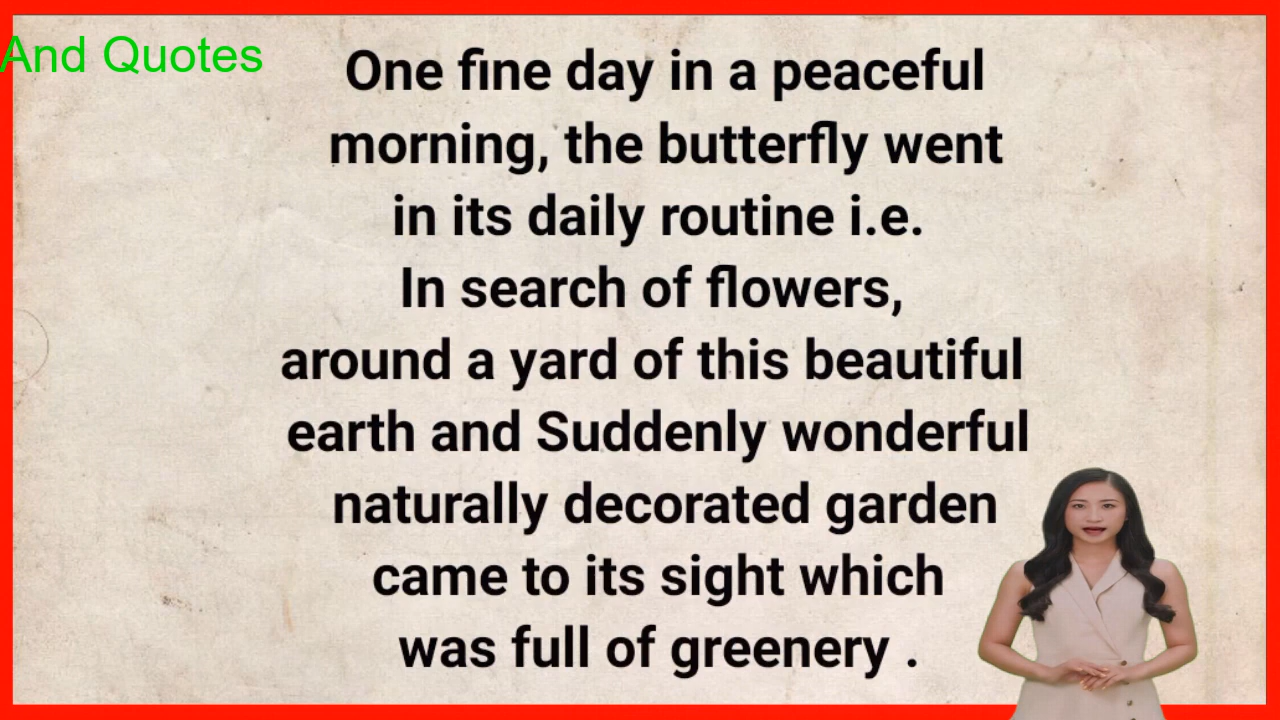 And Quotes
One fine day in a peaceful
morning, the butterfly went
in its daily routine i.e.
In search of flowers,
around a yard of this beautiful
earth and Suddenly wonderful
naturally decorated garden
came to its sight which
was full of greenery .